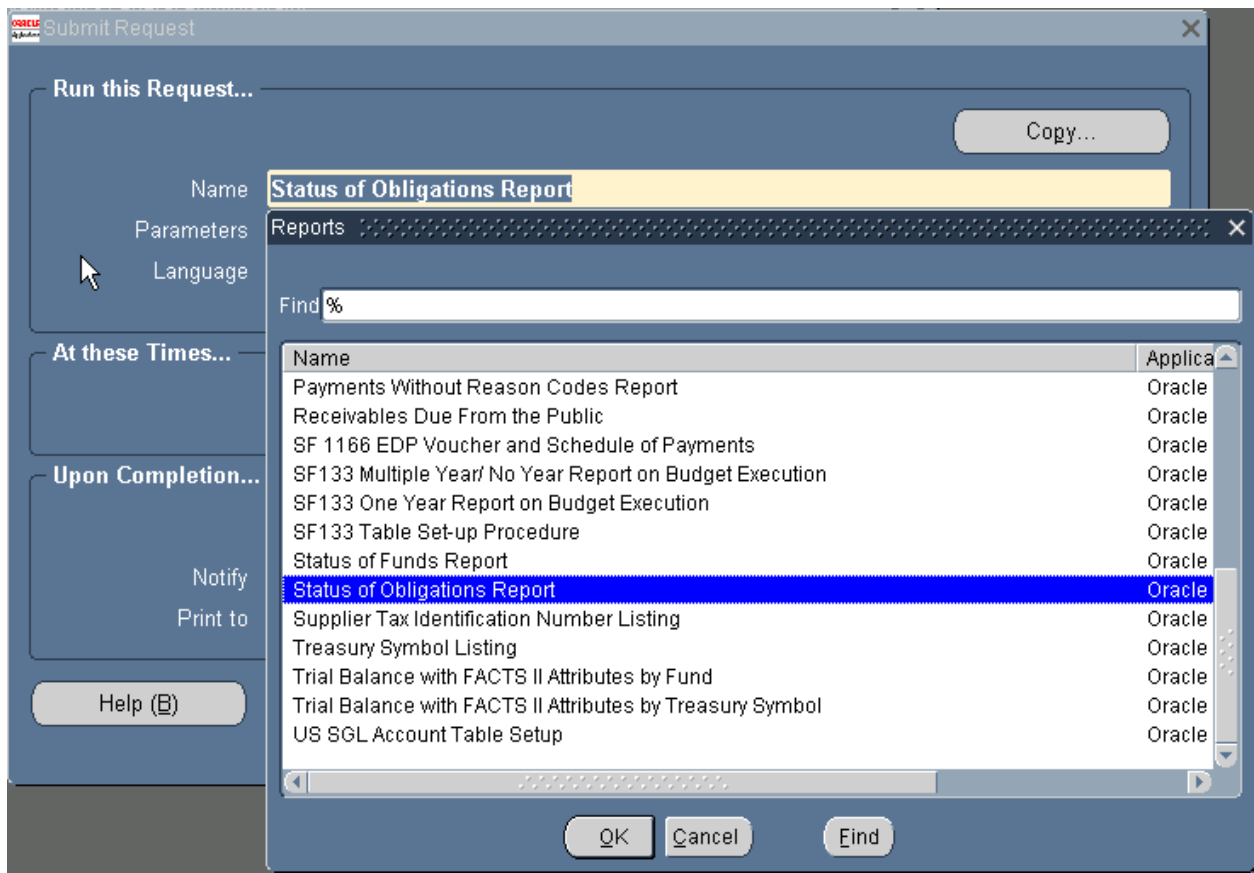 ORACLE
Submit Request
Run this Request...
Copy...
Name Status of Obligations Report
Parameters
Language
Reports
Find %
Name Applica
Payments Without Reason Codes Report Oracle
Receivables Due From the Public Oracle
SF 1166 EDP Voucher and Schedule of Payments Oracle
SF133 Multiple Year/ No Year Report on Budget Execution Oracle
SF133 One Year Report on Budget Execution Oracle
SF133 Table Set-up Procedure Oracle
Status of Funds Report Oracle
Status of Obligations Report Oracle
Supplier Tax Identification Number Listing Oracle
Treasury Symbol Listing Oracle
Trial Balance with FACTS II Attributes by Fund Oracle
Trial Balance with FACTS II Attributes by Treasury Symbol Oracle
US SGL Account Table Setup Oracle
At these Times...
Upon Completion...
Notify
Print to
Help (B)
OK Cancel Find